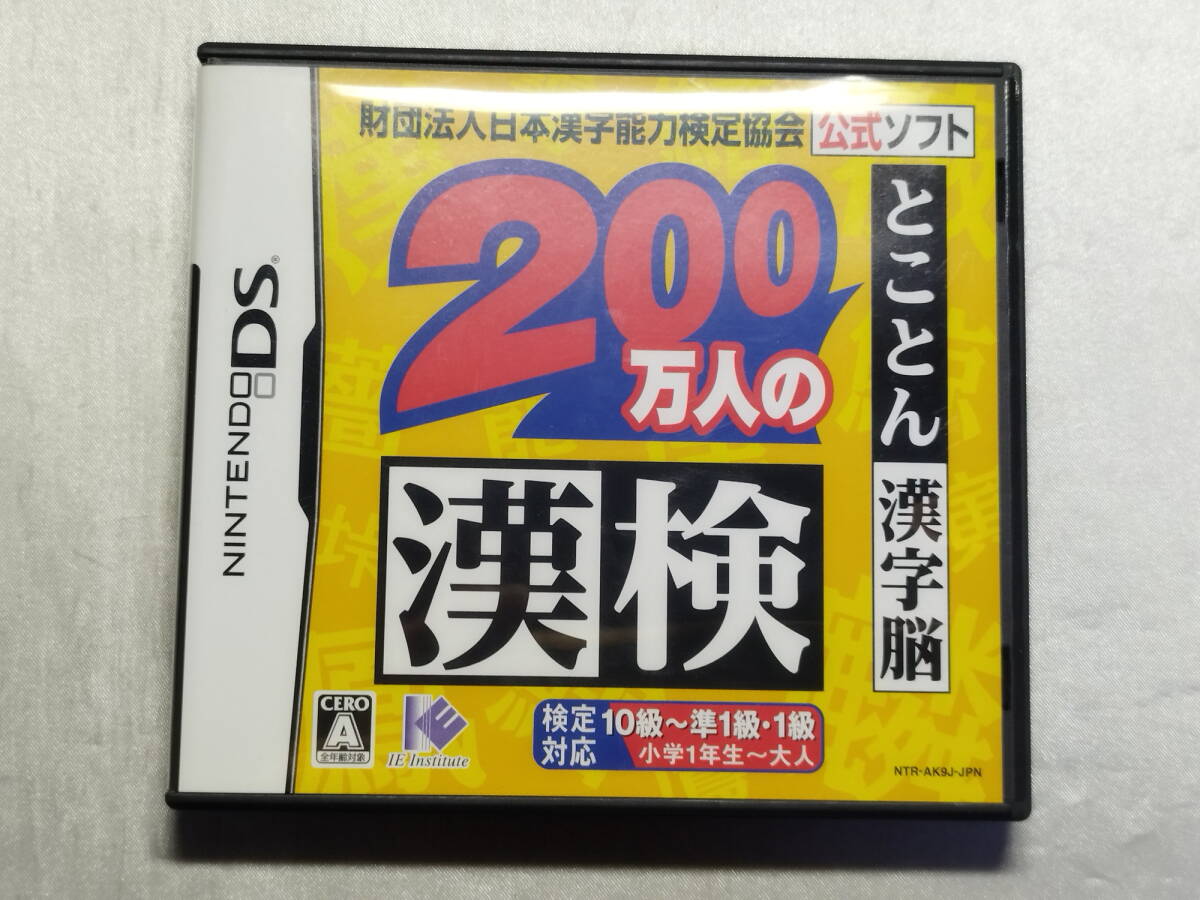 財団法人日本漢字能力検定協会 公式ソフト
200
万人の
漢検
とことん
漢字脳
NINTENDO DS®
CERO
A
全年齢対象
IE Institute
検定
対応
10級～準1級・1級
小学1年生～大人
NTR-AK9J-JPN